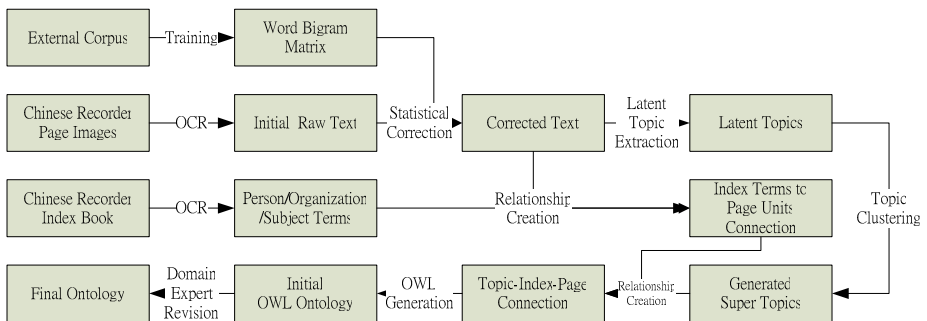 External Corpus
Training
Word Bigram
Matrix
Chinese Recorder
Page Images
OCR
Initial Raw Text
Statistical
Correction
Corrected Text
Latent
Topic
Extraction
Latent Topics
Chinese Recorder
Index Book
OCR
Person/Organization
/Subject Terms
Relationship
Creation
Index Terms to
Page Units
Connection
Topic
Clustering
Final Ontology
Domain
Expert
Revision
Initial
OWL Ontology
OWL
Generation
Topic-Index-Page
Connection
Relationship
Creation
Generated
Super Topics